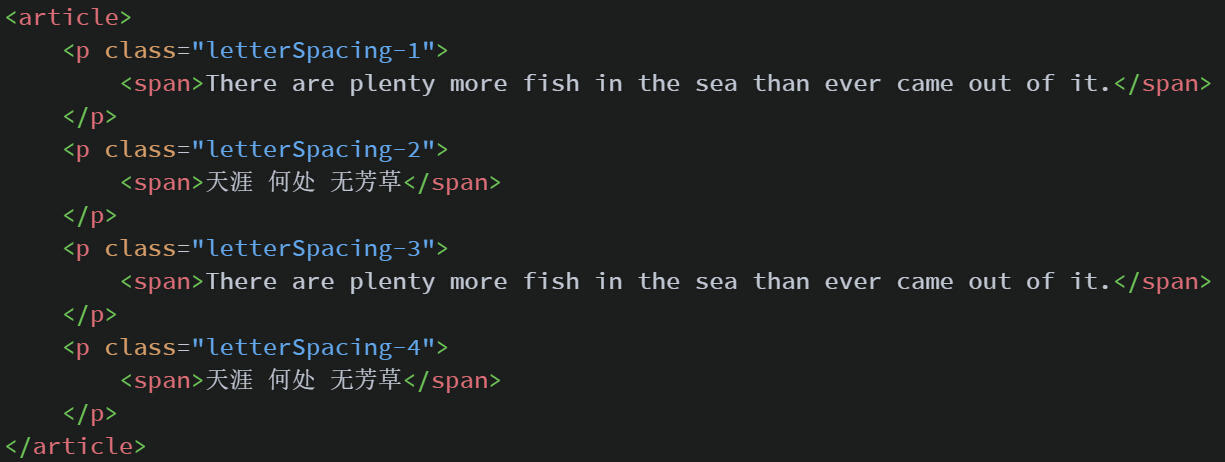 <article>
    <p class="letterSpacing-1">
        <span>There are plenty more fish in the sea than ever came out of it.</span>
    </p>
    <p class="letterSpacing-2">
        <span>天涯 何处 无芳草</span>
    </p>
    <p class="letterSpacing-3">
        <span>There are plenty more fish in the sea than ever came out of it.</span>
    </p>
    <p class="letterSpacing-4">
        <span>天涯 何处 无芳草</span>
    </p>
</article>